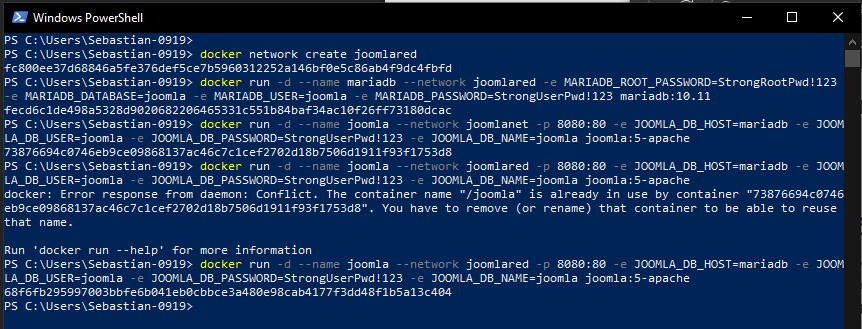 Windows PowerShell
PS C:\Users\Sebastian-0919>
PS C:\Users\Sebastian-0919> docker network create joomlared
fc800ee37d68846a5fe376def5ce7b5960312252a146bf0e5c86ab4f9dc4fbfd
PS C:\Users\Sebastian-0919> docker run -d --name mariadb --network joomlared -e MARIADB_ROOT_PASSWORD=StrongRootPwd!123
-e MARIADB_DATABASE=joomla -e MARIADB_USER=joomla -e MARIADB_PASSWORD=StrongUserPwd!123 mariadb:10.11
fecd6c1de498a5328d9020682206465331c551b84baf34ac10f26ff73180dcac
PS C:\Users\Sebastian-0919> docker run -d --name joomla --network joomlanet -p 8080:80 -e JOOMLA_DB_HOST=mariadb -e JOOM
LA_DB_USER=joomla -e JOOMLA_DB_PASSWORD=StrongUserPwd!123 -e JOOMLA_DB_NAME=joomla joomla:5-apache
73876694c0746eb9ce09868137ac46c7c1cef2702d18b7506d1911f93f1753d8
PS C:\Users\Sebastian-0919> docker run -d --name joomla --network joomlared -p 8080:80 -e JOOMLA_DB_HOST=mariadb -e JOOM
LA_DB_USER=joomla -e JOOMLA_DB_PASSWORD=StrongUserPwd!123 -e JOOMLA_DB_NAME=joomla joomla:5-apache
docker: Error response from daemon: Conflict. The container name "/joomla" is already in use by container "73876694c0746
eb9ce09868137ac46c7c1cef2702d18b7506d1911f93f1753d8". You have to remove (or rename) that container to be able to reuse
that name.
Run 'docker run --help' for more information
PS C:\Users\Sebastian-0919> docker run -d --name joomla --network joomlared -p 8080:80 -e JOOMLA_DB_HOST=mariadb -e JOOM
LA_DB_USER=joomla -e JOOMLA_DB_PASSWORD=StrongUserPwd!123 -e JOOMLA_DB_NAME=joomla joomla:5-apache
68f6fb295997003bbfe6b041eb0cbbce3a480e98cab4177f3dd48f1b5a13c404
PS C:\Users\Sebastian-0919>